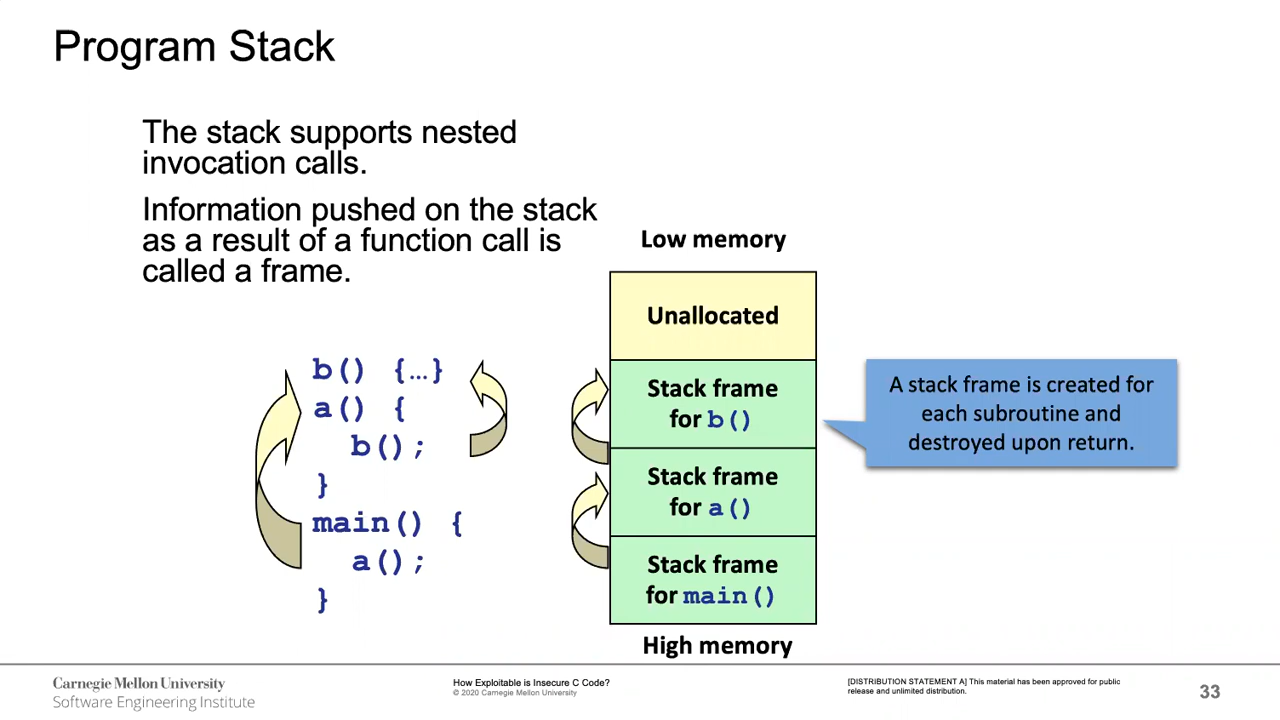 Program Stack
The stack supports nested
invocation calls.
Information pushed on the stack
as a result of a function call is
called a frame.
b() {…}
a() {
b();
}
main() {
a();
}
Low memory
Unallocated
Stack frame
for b()
Stack frame
for a()
Stack frame
for main()
High memory
A stack frame is created for
each subroutine and
destroyed upon return.
Carnegie Mellon University
Software Engineering Institute
How Exploitable is Insecure C Code?
© 2020 Carnegie Mellon University
[DISTRIBUTION STATEMENT A] This material has been approved for public
release and unlimited distribution.
33